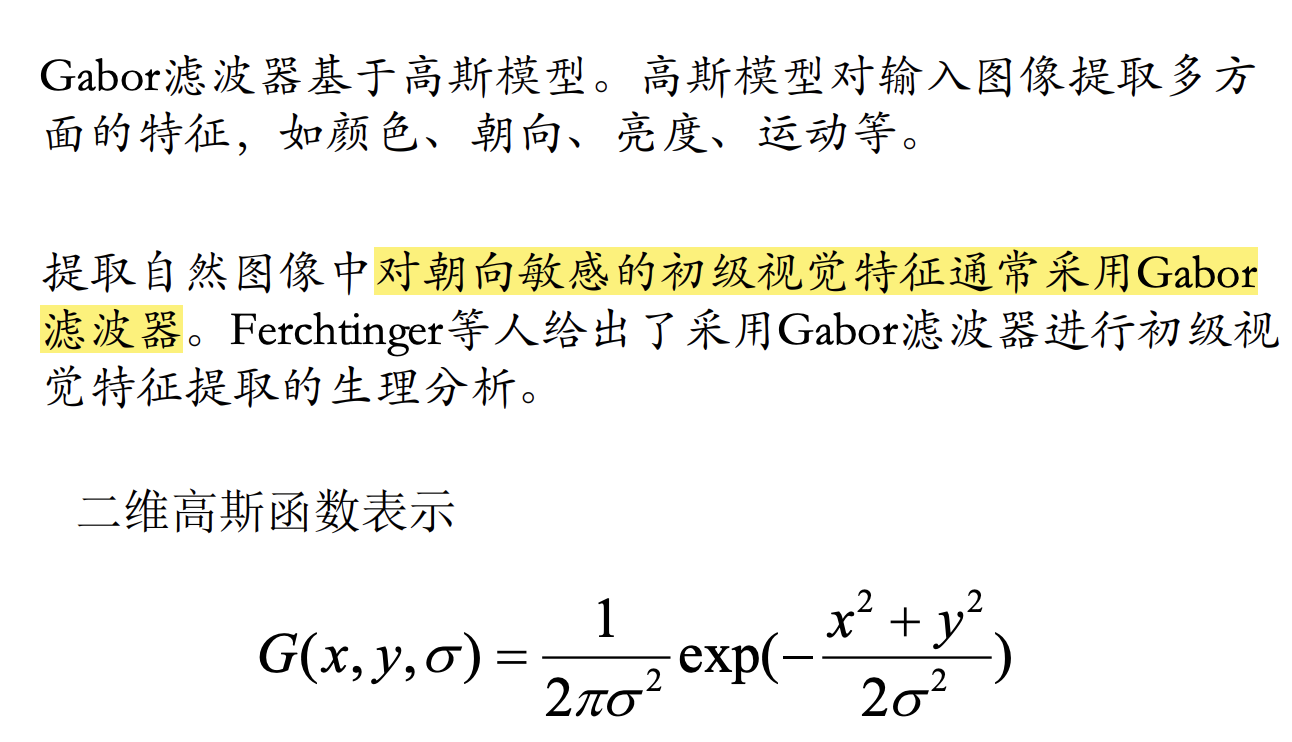 Gabor滤波器基于高斯模型。高斯模型对输入图像提取多方
面的特征，如颜色、朝向、亮度、运动等。
提取自然图像中对朝向敏感的初级视觉特征通常采用Gabor
滤波器。Ferchtinger等人给出了采用Gabor滤波器进行初级视
觉特征提取的生理分析。
二维高斯函数表示
G(x, y, σ) = \frac{1}{2πσ^2} exp(-\frac{x^2 + y^2}{2σ^2})